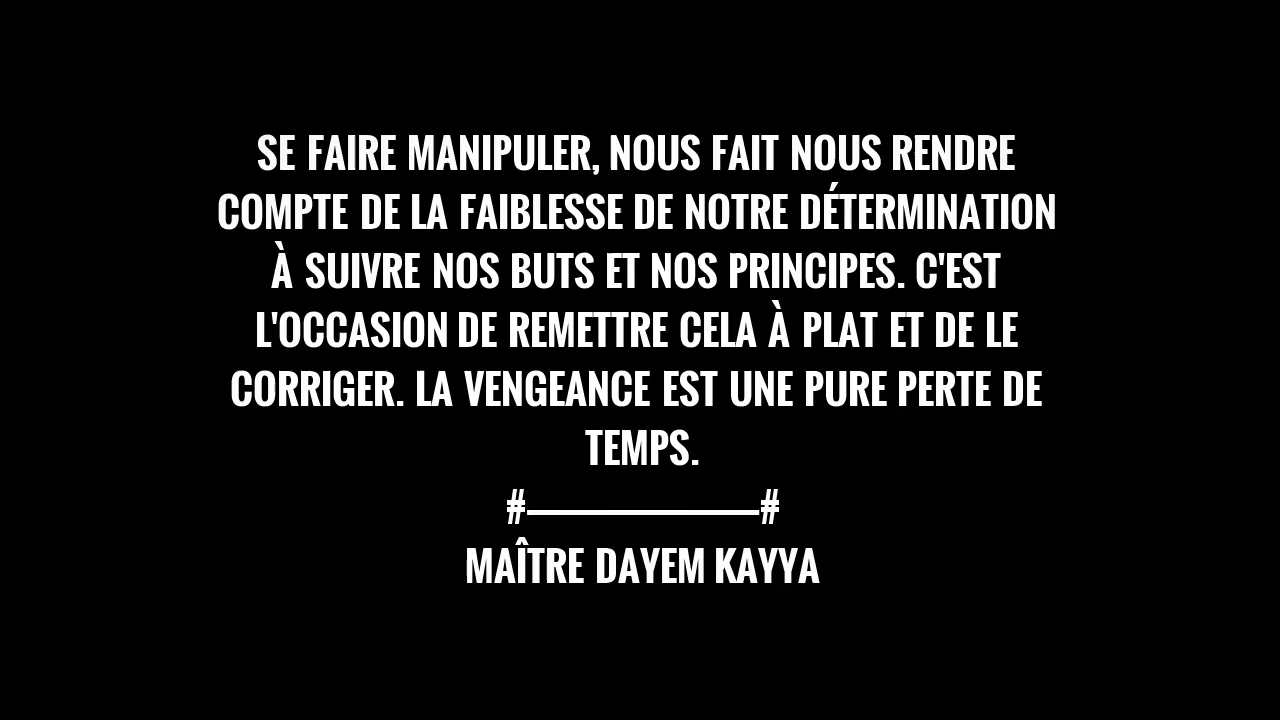 SE FAIRE MANIPULER, NOUS FAIT NOUS RENDRE
COMPTE DE LA FAIBLESSE DE NOTRE DÉTERMINATION
À SUIVRE NOS BUTS ET NOS PRINCIPES. C'EST
L'OCCASION DE REMETTRE CELA À PLAT ET DE LE
CORRIGER. LA VENGEANCE EST UNE PURE PERTE DE
TEMPS.
#——————#
MAÎTRE DAYEM KAYYA